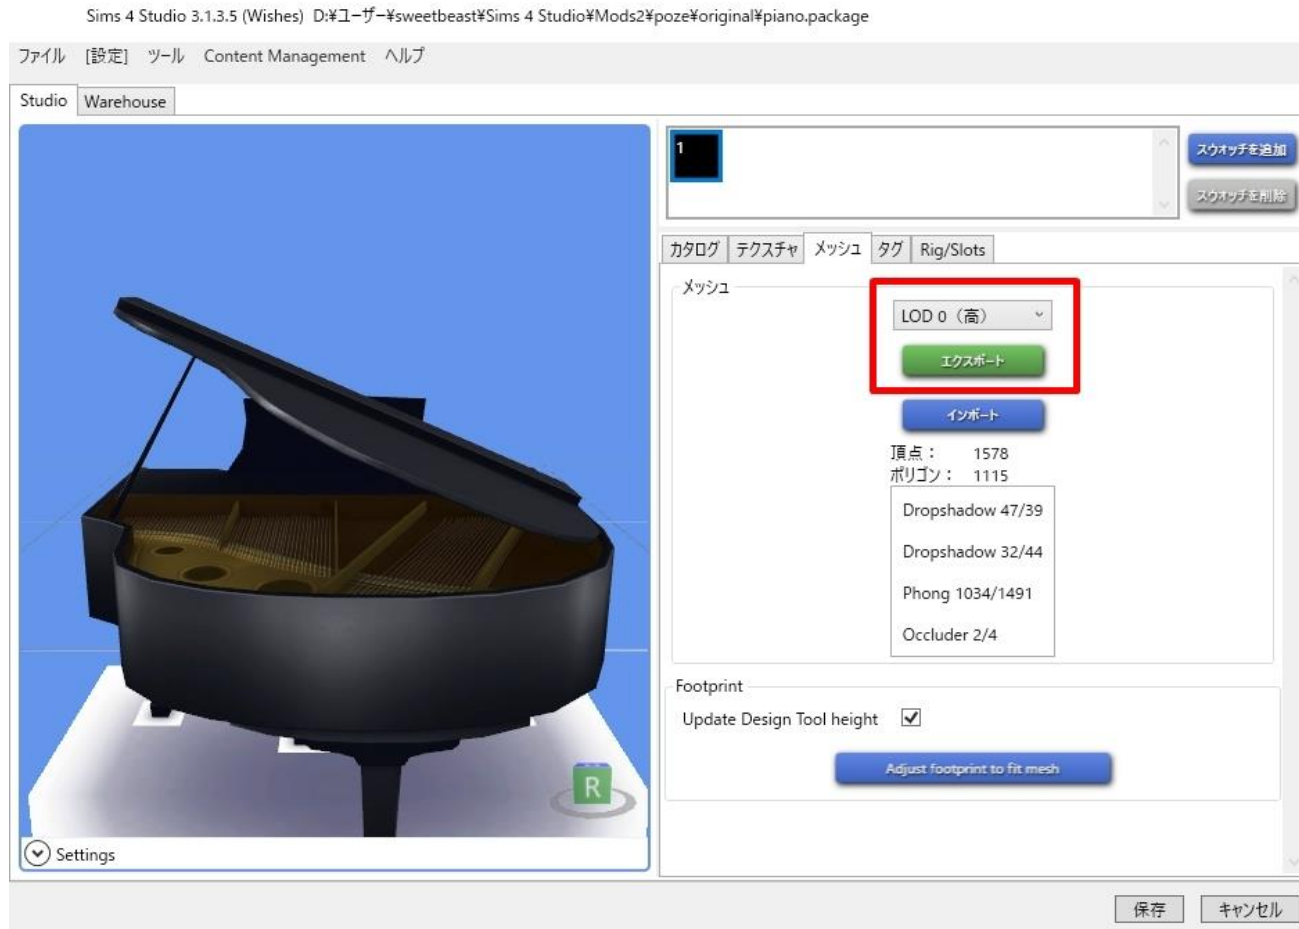 Sims 4 Studio 3.1.3.5 (Wishes) D:¥ユーザー¥sweetbeast¥Sims 4 Studio¥Mods2¥poze¥original¥piano.package
ファイル [設定] ツール Content Management ヘルプ
Studio Warehouse
1
スウォッチを追加
スウォッチを削除
カタログ テクスチャ メッシュ タグ Rig/Slots
メッシュ
LOD 0（高）
エクスポート
インポート
頂点： 1578
ポリゴン： 1115
Dropshadow 47/39
Dropshadow 32/44
Phong 1034/1491
Occluder 2/4
Footprint
Update Design Tool height
Adjust footprint to fit mesh
R
Settings
保存 キャンセル